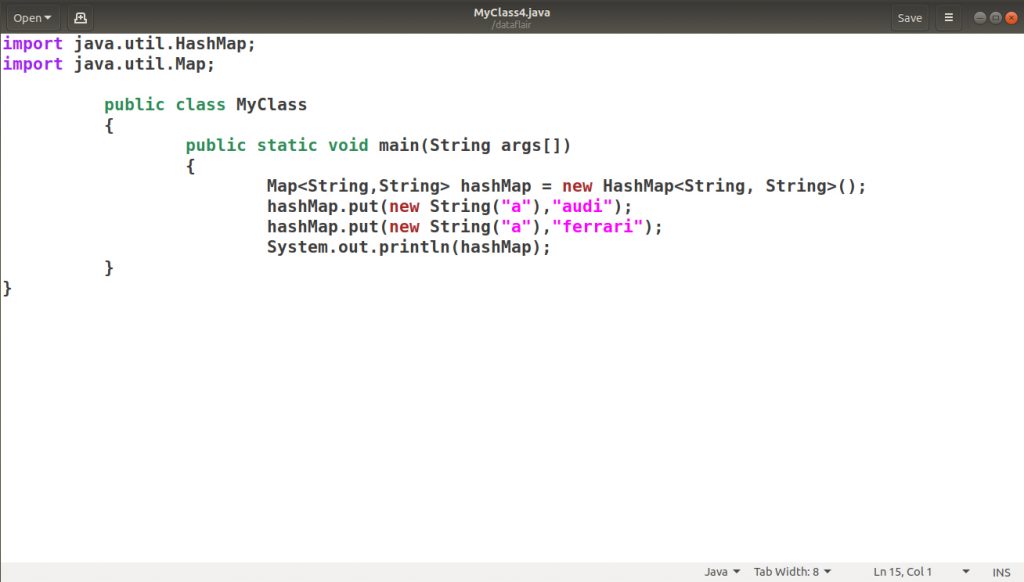 Open MyClass4.java Save
/dataflair
import java.util.HashMap;
import java.util.Map;
public class MyClass
{
public static void main(String args[])
{
Map<String,String> hashMap = new HashMap<String, String>();
hashMap.put(new String("a"),"audi");
hashMap.put(new String("a"),"ferrari");
System.out.println(hashMap);
}
}
Java Tab Width: 8 Ln 15, Col 1 INS